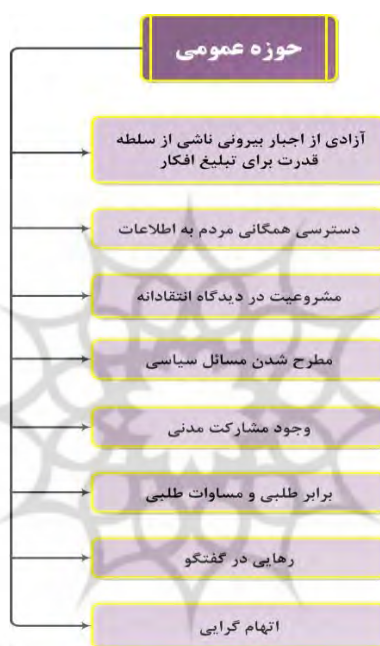 حوزه عمومی
آزادی از اجبار بیرونی ناشی از سلطه
قدرت برای تبلیغ افکار
دسترسی همگانی مردم به اطلاعات
مشروعیت در دیدگاه انتقادانه
مطرح شدن مسائل سیاسی
وجود مشارکت مدنی
برابر طلبی و مساوات طلبی
رهایی در گفتگو
اتهام گرایی